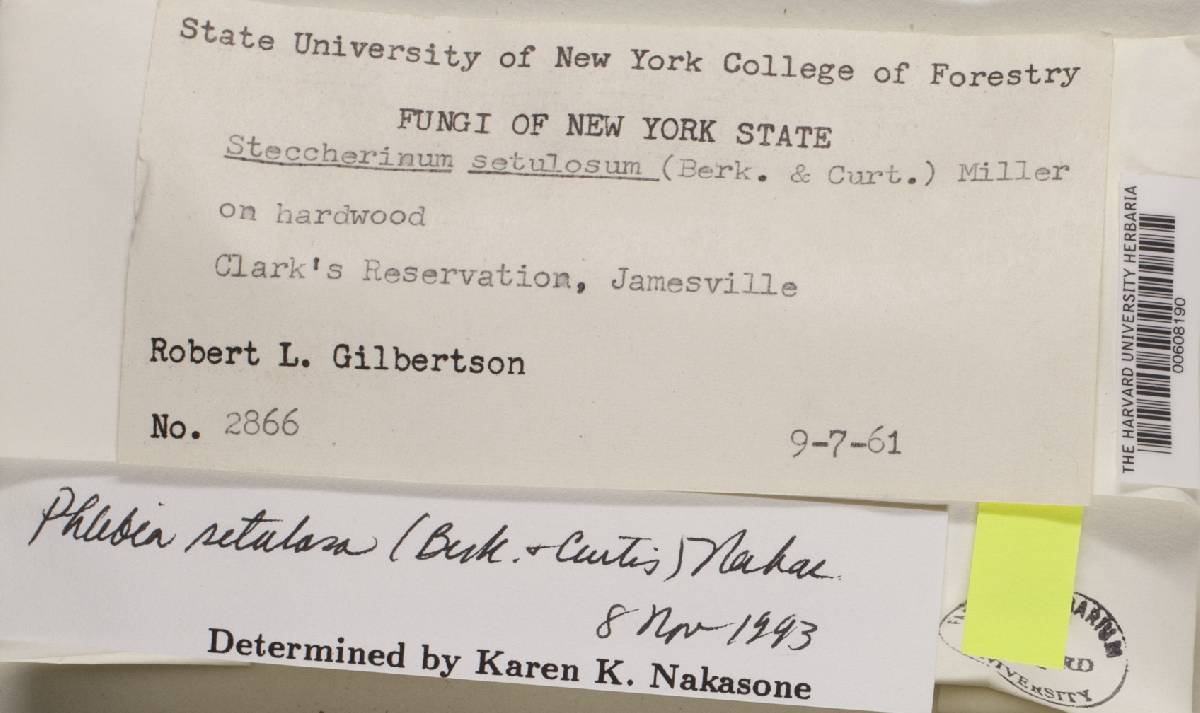 State University of New York College of Forestry
FUNGI OF NEW YORK STATE
Steccherinum setulosum (Berk. & Curt.) Miller
on hardwood
Clark's Reservation, Jamesville
Robert L. Gilbertson
No. 2866
9-7-61
THE HARVARD UNIVERSITY HERBARIA
00608190
Phlebia setulosa (Berk. + Curtis) Nakas.
8 Nov 1993
Determined by Karen K. Nakasone